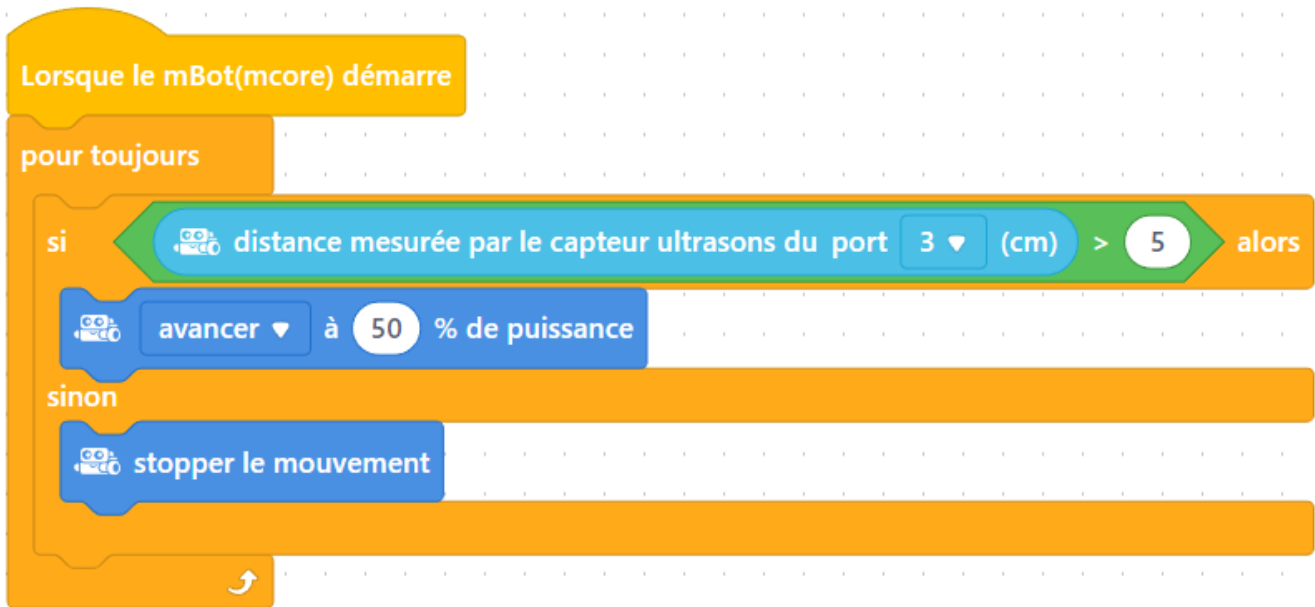 Lorsque le mBot(mcore) démarre
pour toujours
si distance mesurée par le capteur ultrasons du port 3 (cm) > 5 alors
avancer à 50 % de puissance
sinon
stopper le mouvement